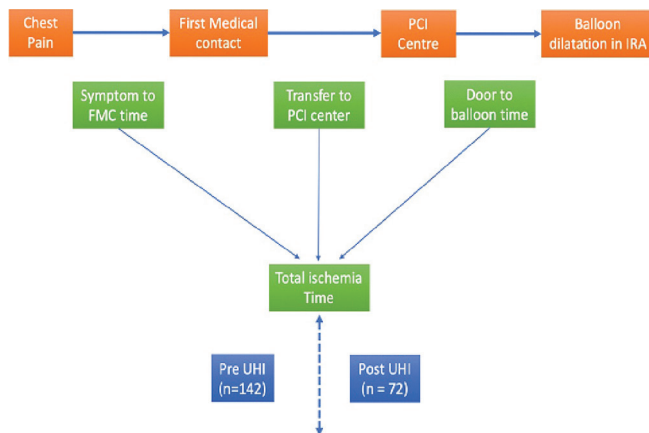 Chest
Pain
First Medical
contact
PCI
Centre
Balloon
dilatation in IRA
Symptom to
FMC time
Transfer to
PCI center
Door to
balloon time
Total ischemia
Time
Pre UHI
(n=142)
Post UHI
(n = 72)